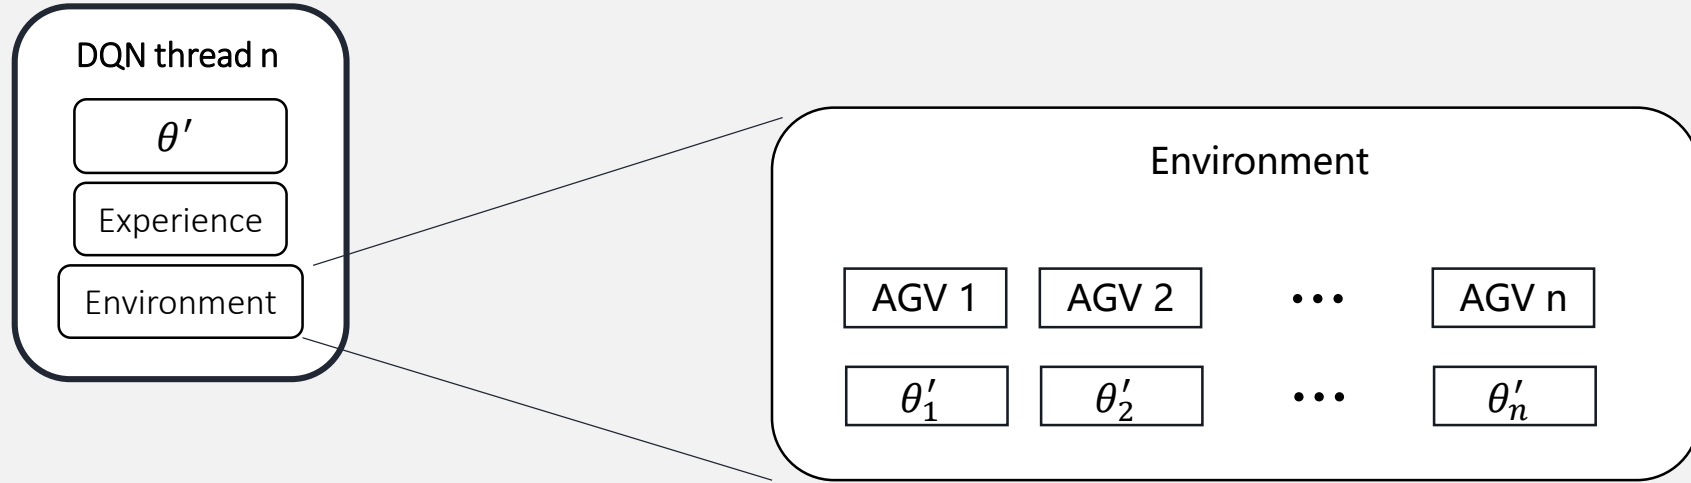 DQN thread n
θ′
Experience
Environment
Environment
AGV 1 AGV 2 ••• AGV n
θ′₁ θ′₂ ••• θ′ₙ